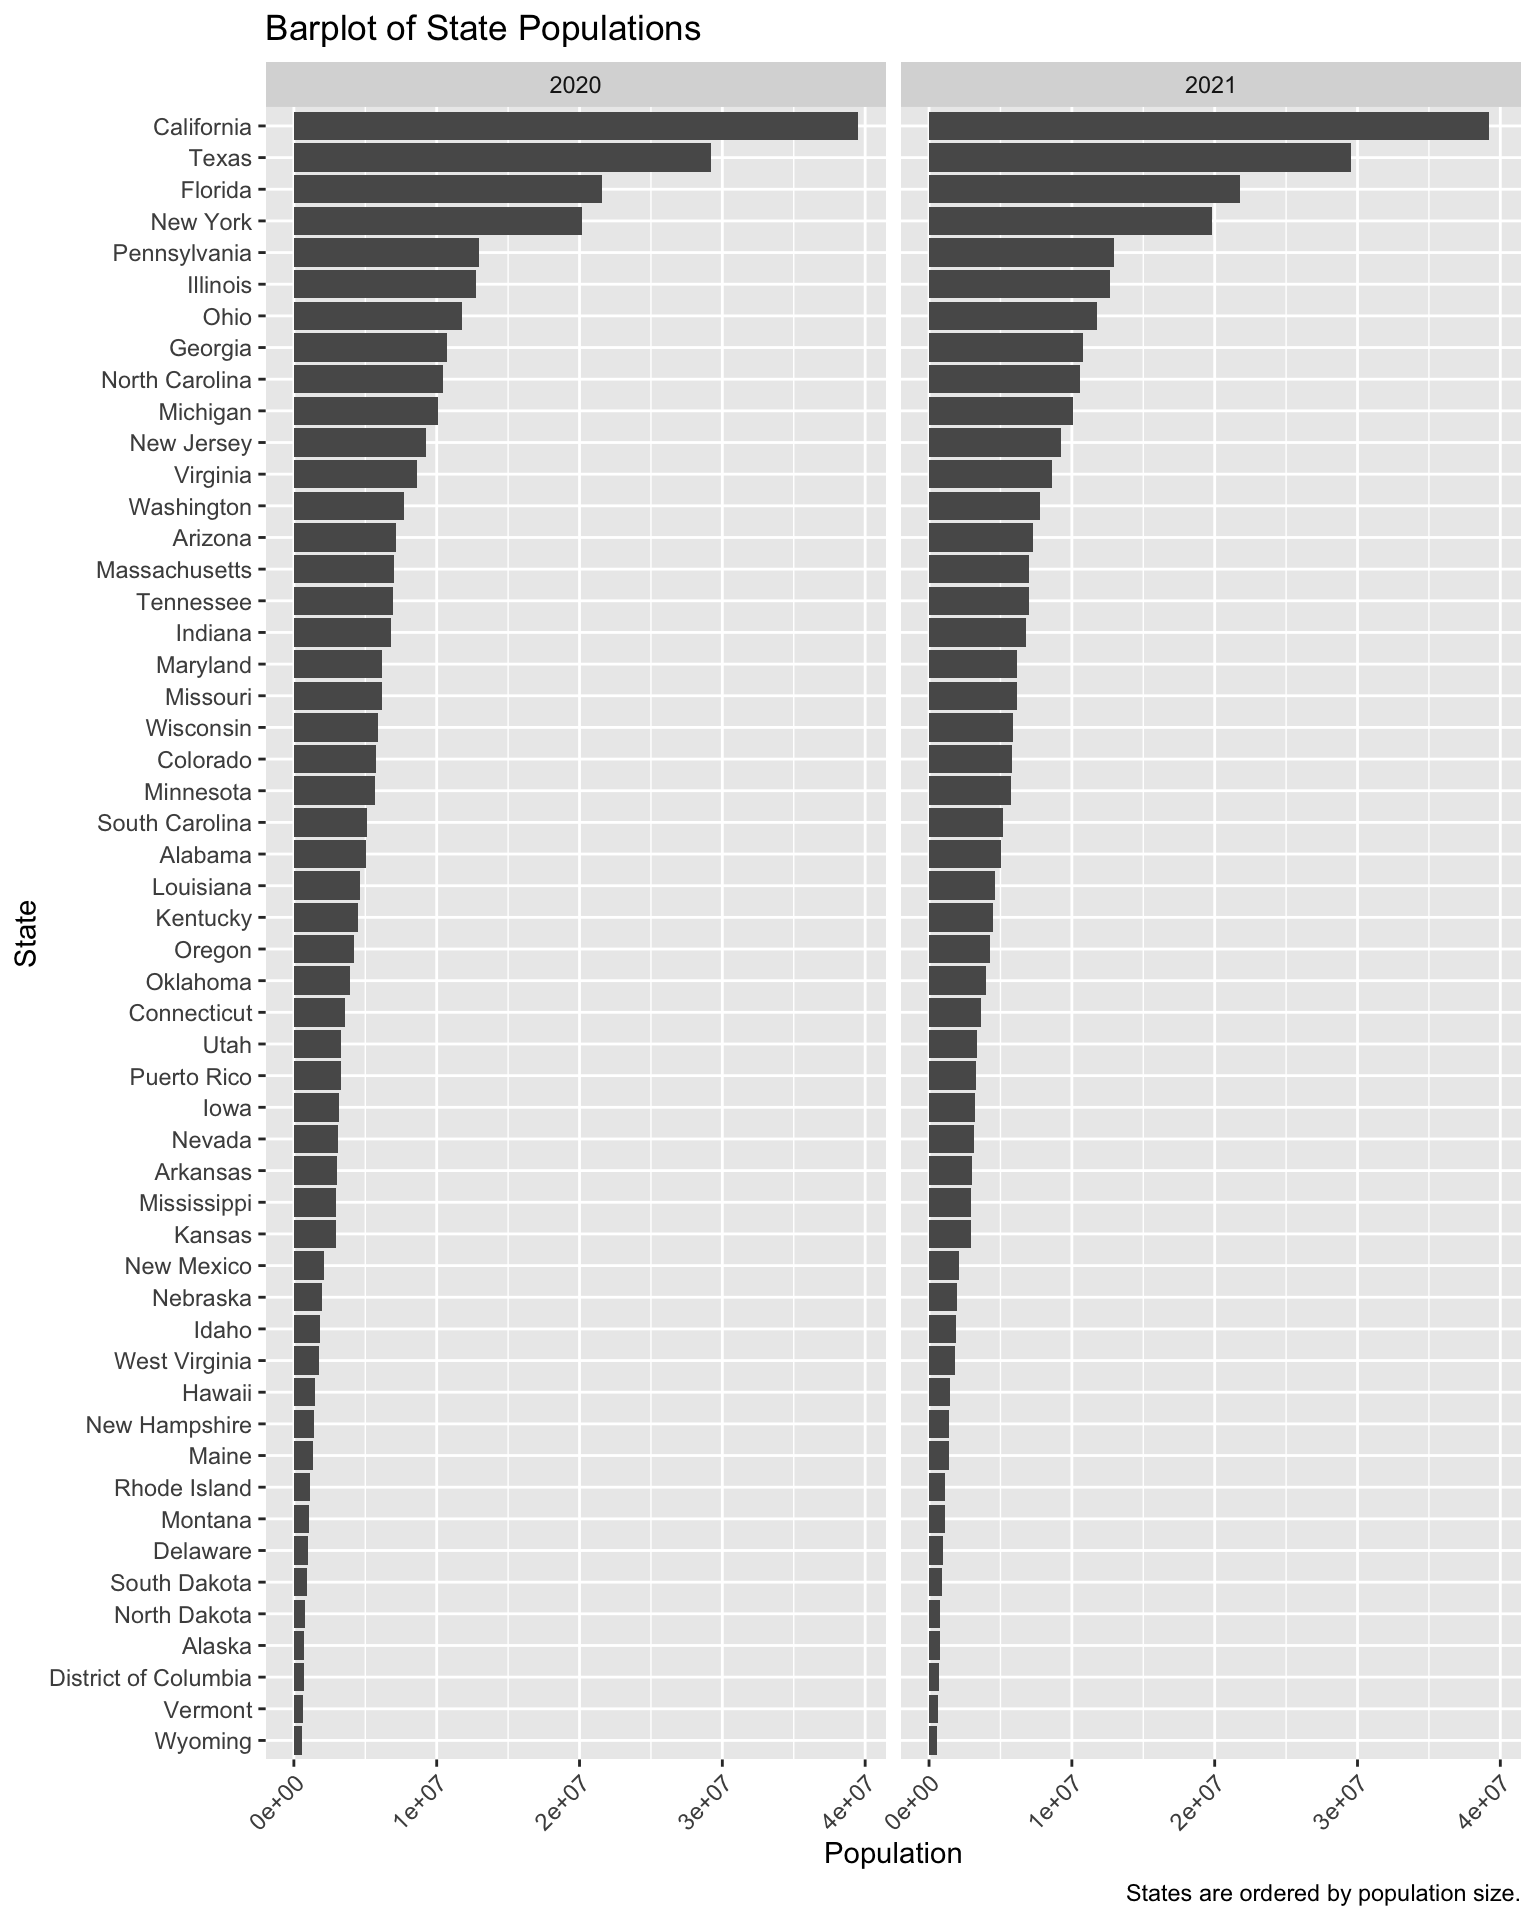 Barplot of State Populations
2020
2021
California
Texas
Florida
New York
Pennsylvania
Illinois
Ohio
Georgia
North Carolina
Michigan
New Jersey
Virginia
Washington
Arizona
Massachusetts
Tennessee
Indiana
Maryland
Missouri
Wisconsin
Colorado
Minnesota
South Carolina
Alabama
Louisiana
Kentucky
Oregon
Oklahoma
Connecticut
Utah
Puerto Rico
Iowa
Nevada
Arkansas
Mississippi
Kansas
New Mexico
Nebraska
Idaho
West Virginia
Hawaii
New Hampshire
Maine
Rhode Island
Montana
Delaware
South Dakota
North Dakota
Alaska
District of Columbia
Vermont
Wyoming
State
0e+00
1e+07
2e+07
3e+07
4e+07
0e+00
1e+07
2e+07
3e+07
4e+07
Population
States are ordered by population size.